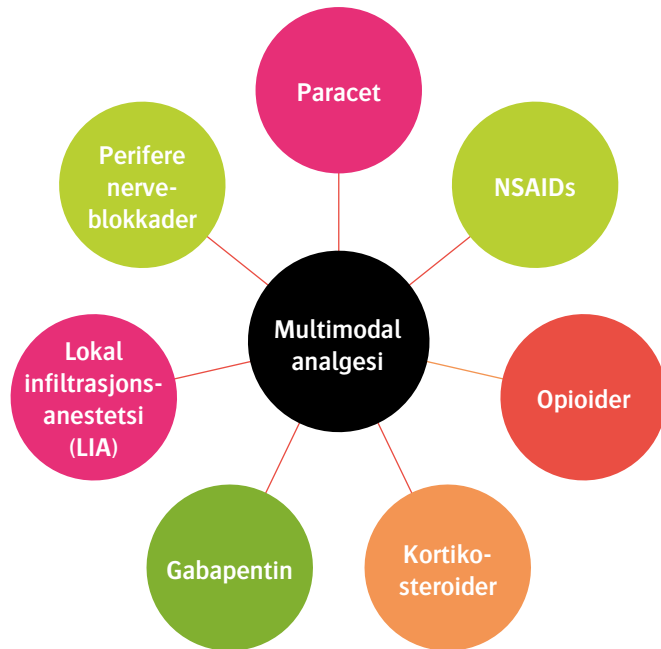 Paracet
Perifere
nerve-
blokkader
NSAIDs
Multimodal
analgesi
Lokal
infiltrasjons-
anestetsi
(LIA)
Opioider
Gabapentin
Kortiko-
steroider